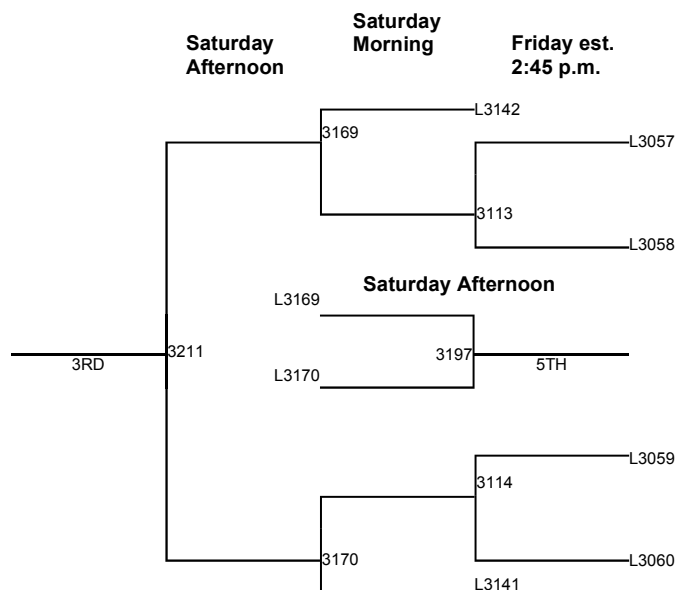 Saturday
Afternoon
Saturday
Morning
Friday est.
2:45 p.m.
L3142
3169
L3057
3113
L3058
Saturday Afternoon
L3169
3197
5TH
L3170
3211
3RD
L3059
3114
3170
L3060
L3141